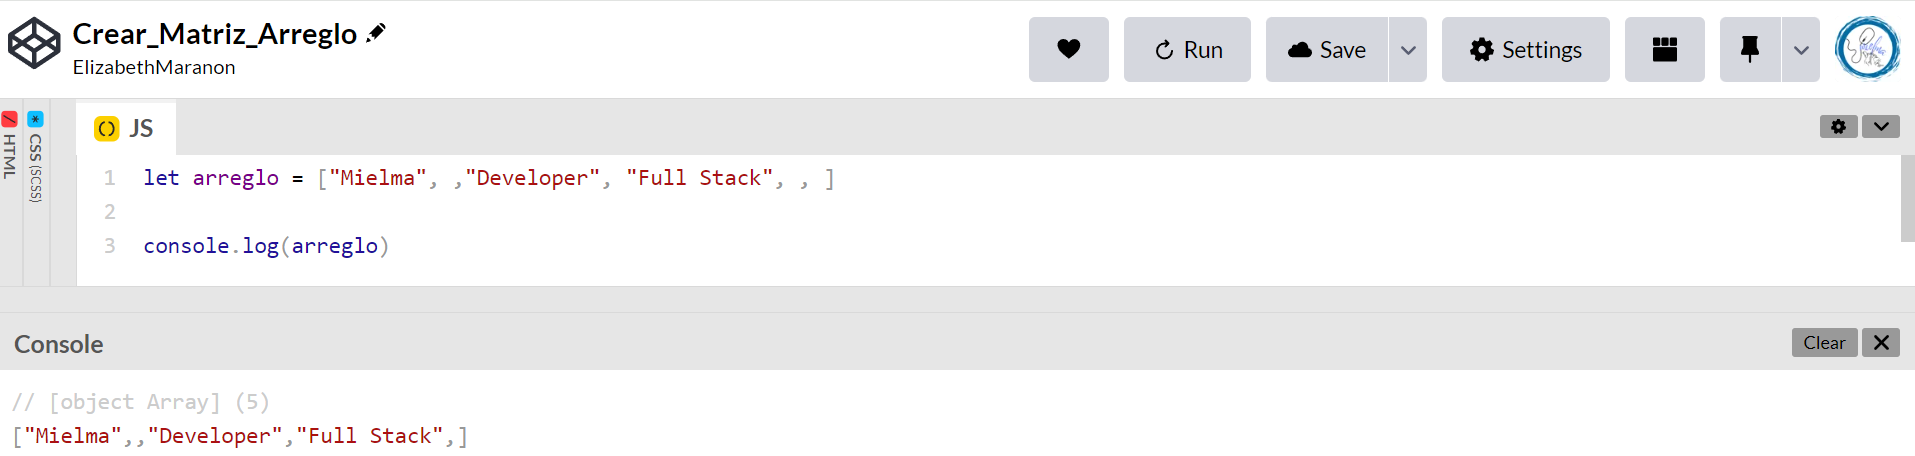 Crear_Matriz_Arreglo
ElizabethMaranon
Run
Save
Settings
HTML
CSS (SCSS)
JS
1 let arreglo = ["Mielma", ,"Developer", "Full Stack", , ]
2
3 console.log(arreglo)
Console
Clear
// [object Array] (5)
["Mielma",,"Developer","Full Stack",]